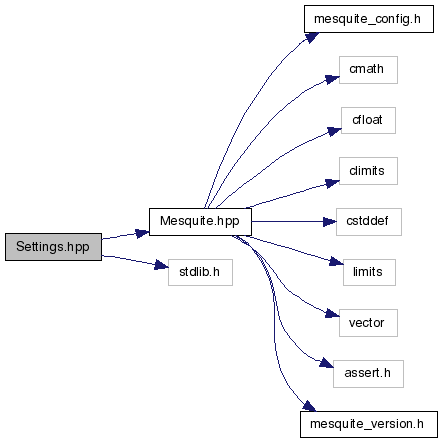 mesquite_config.h
cmath
cfloat
climits
Mesquite.hpp
cstddef
Settings.hpp
stdlib.h
limits
vector
assert.h
mesquite_version.h